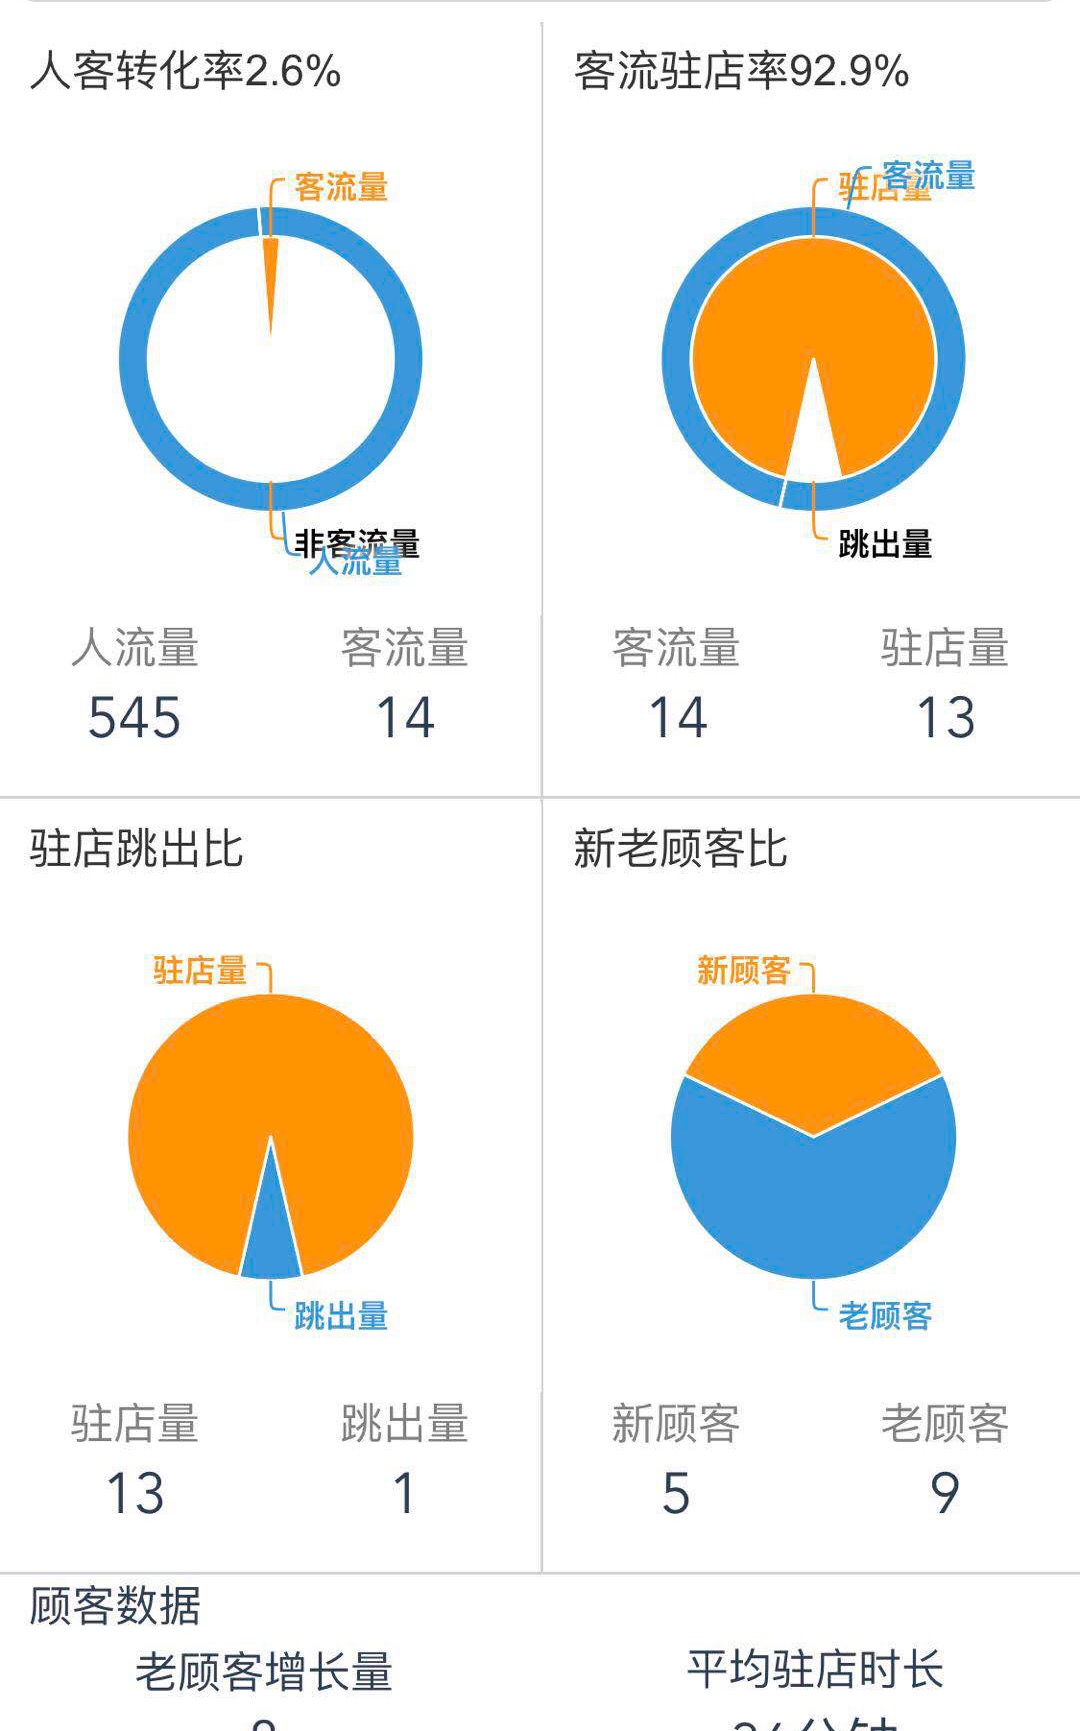 人客转化率2.6%
客流量
非客流量
人流量
人流量 客流量
545 14
客流驻店率92.9%
驻店量
客流量
跳出量
客流量 驻店量
14 13
驻店跳出比
驻店量
跳出量
驻店量 跳出量
13 1
新老顾客比
新顾客
老顾客
新顾客 老顾客
5 9
顾客数据
老顾客增长量 平均驻店时长